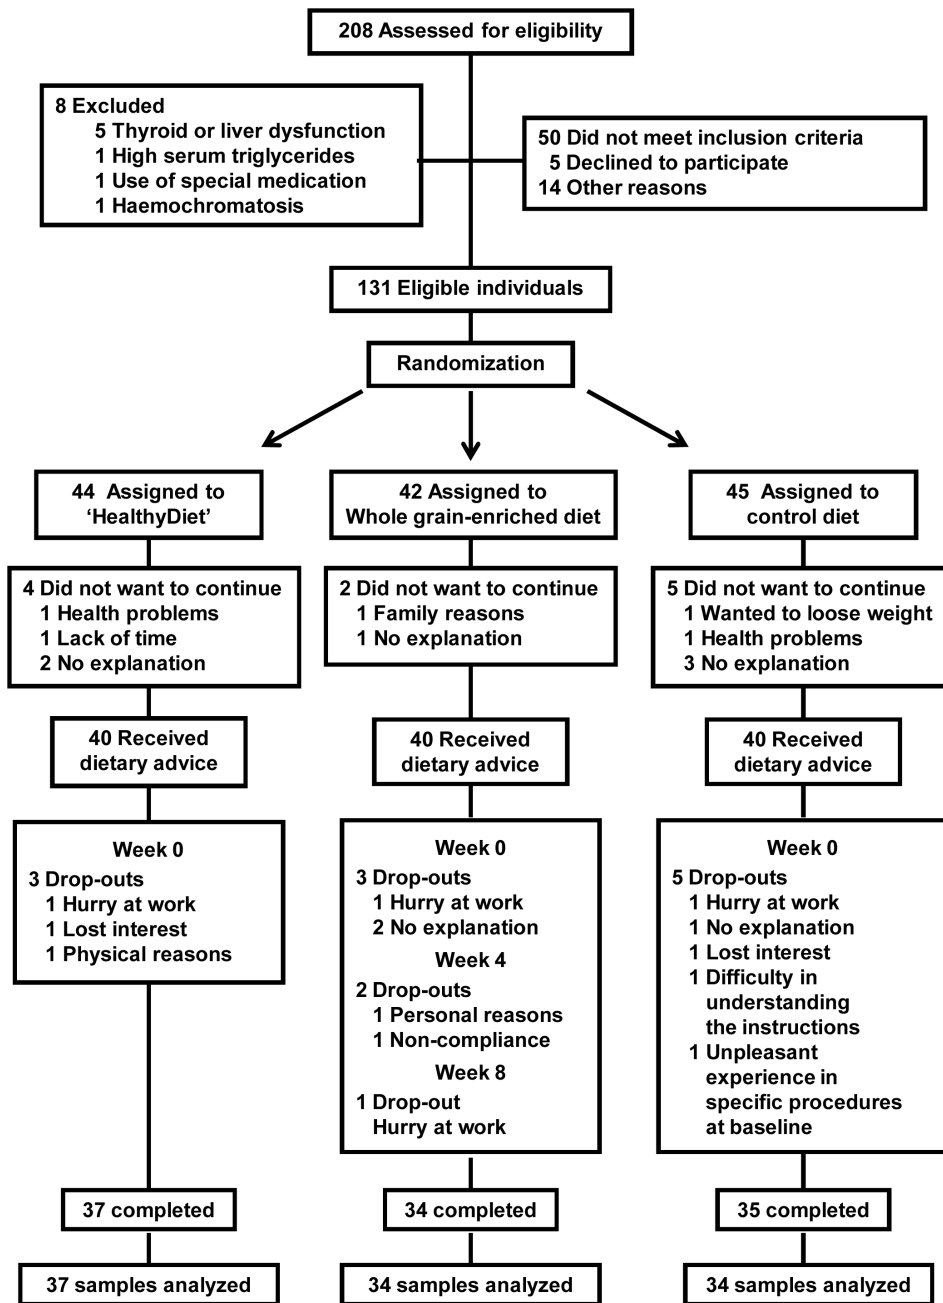 208 Assessed for eligibility
8 Excluded
5 Thyroid or liver dysfunction
1 High serum triglycerides
1 Use of special medication
1 Haemochromatosis
50 Did not meet inclusion criteria
5 Declined to participate
14 Other reasons
131 Eligible individuals
Randomization
44 Assigned to
‘HealthyDiet’
42 Assigned to
Whole grain-enriched diet
45 Assigned to
control diet
4 Did not want to continue
1 Health problems
1 Lack of time
2 No explanation
2 Did not want to continue
1 Family reasons
1 No explanation
5 Did not want to continue
1 Wanted to loose weight
1 Health problems
3 No explanation
40 Received
dietary advice
40 Received
dietary advice
40 Received
dietary advice
Week 0
3 Drop-outs
1 Hurry at work
1 Lost interest
1 Physical reasons
Week 0
3 Drop-outs
1 Hurry at work
2 No explanation
Week 4
2 Drop-outs
1 Personal reasons
1 Non-compliance
Week 8
1 Drop-out
Hurry at work
Week 0
5 Drop-outs
1 Hurry at work
1 No explanation
1 Lost interest
1 Difficulty in
understanding
the instructions
1 Unpleasant
experience in
specific procedures
at baseline
37 completed
34 completed
35 completed
37 samples analyzed
34 samples analyzed
34 samples analyzed